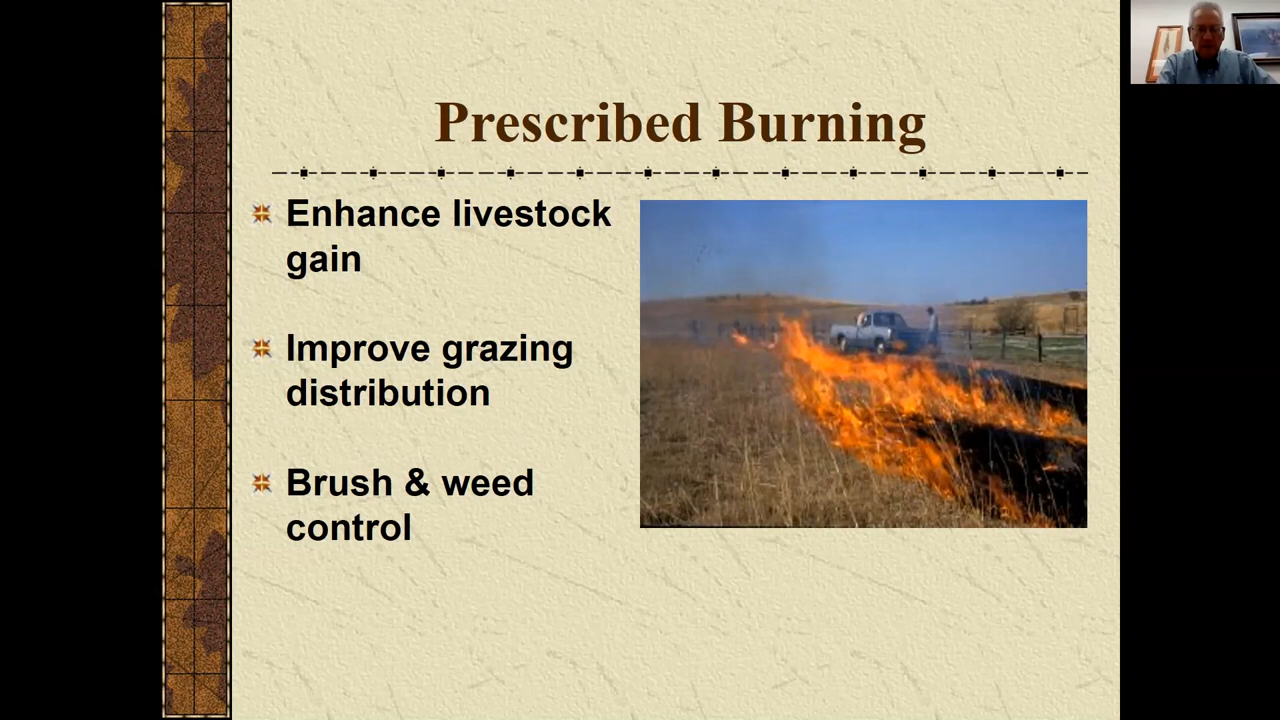 Prescribed Burning
Enhance livestock
gain
Improve grazing
distribution
Brush & weed
control